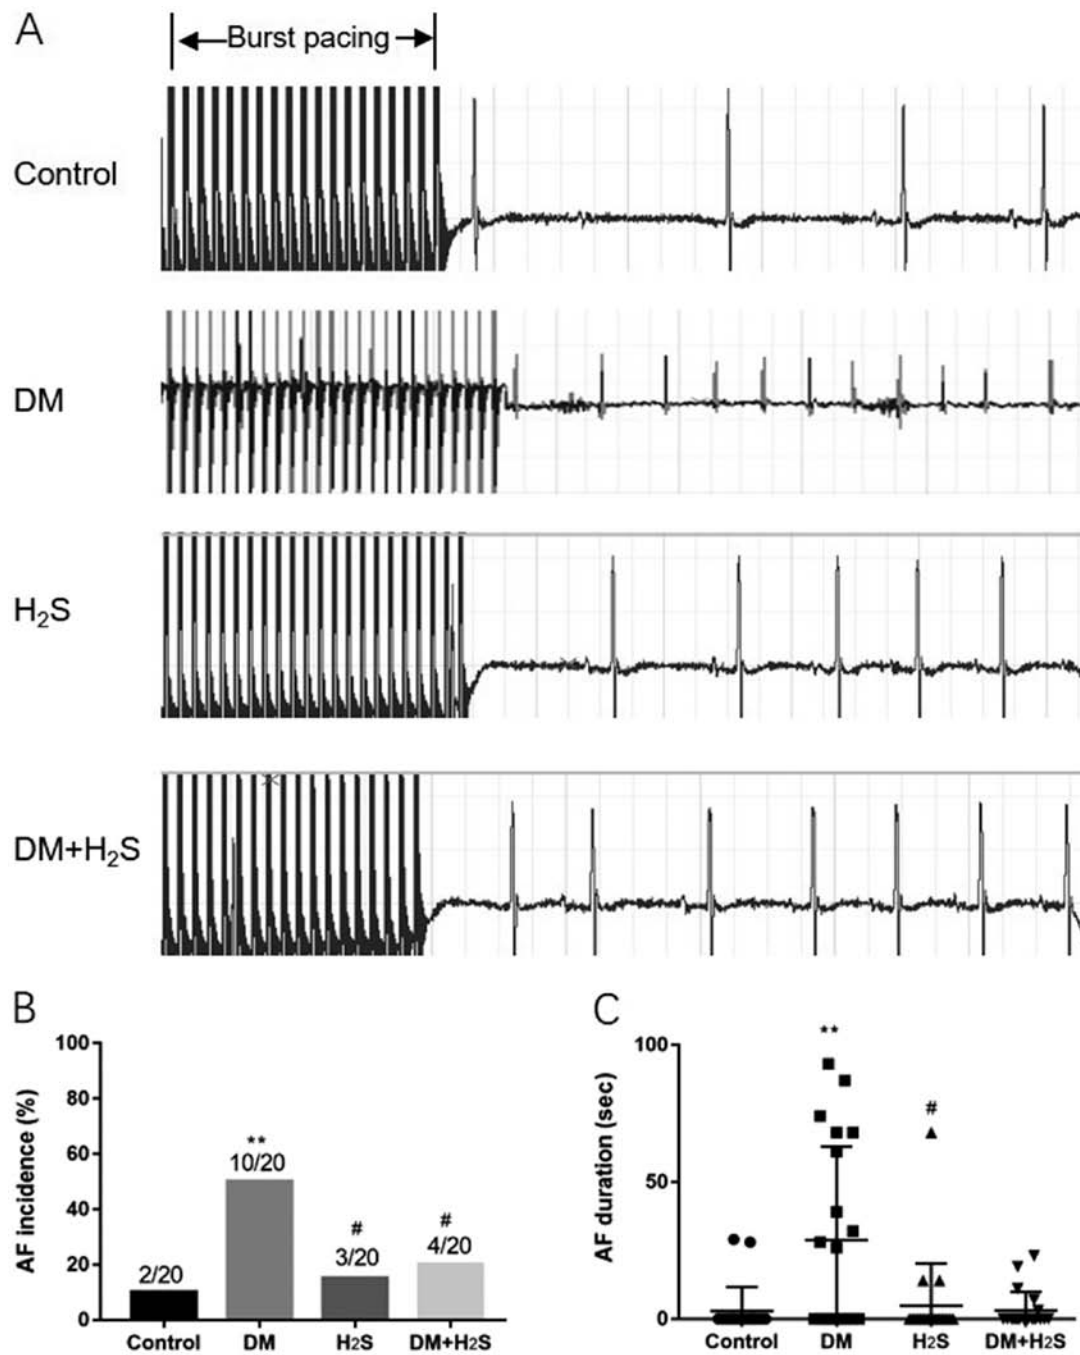 A
Burst pacing
Control
DM
H₂S
DM+H₂S
B
AF incidence (%)
100
80
60
40
20
0
2/20
**
10/20
#
3/20
#
4/20
Control
DM
H2S
DM+H2S
C
AF duration (sec)
100
50
0
**
#
Control
DM
H2S
DM+H2S